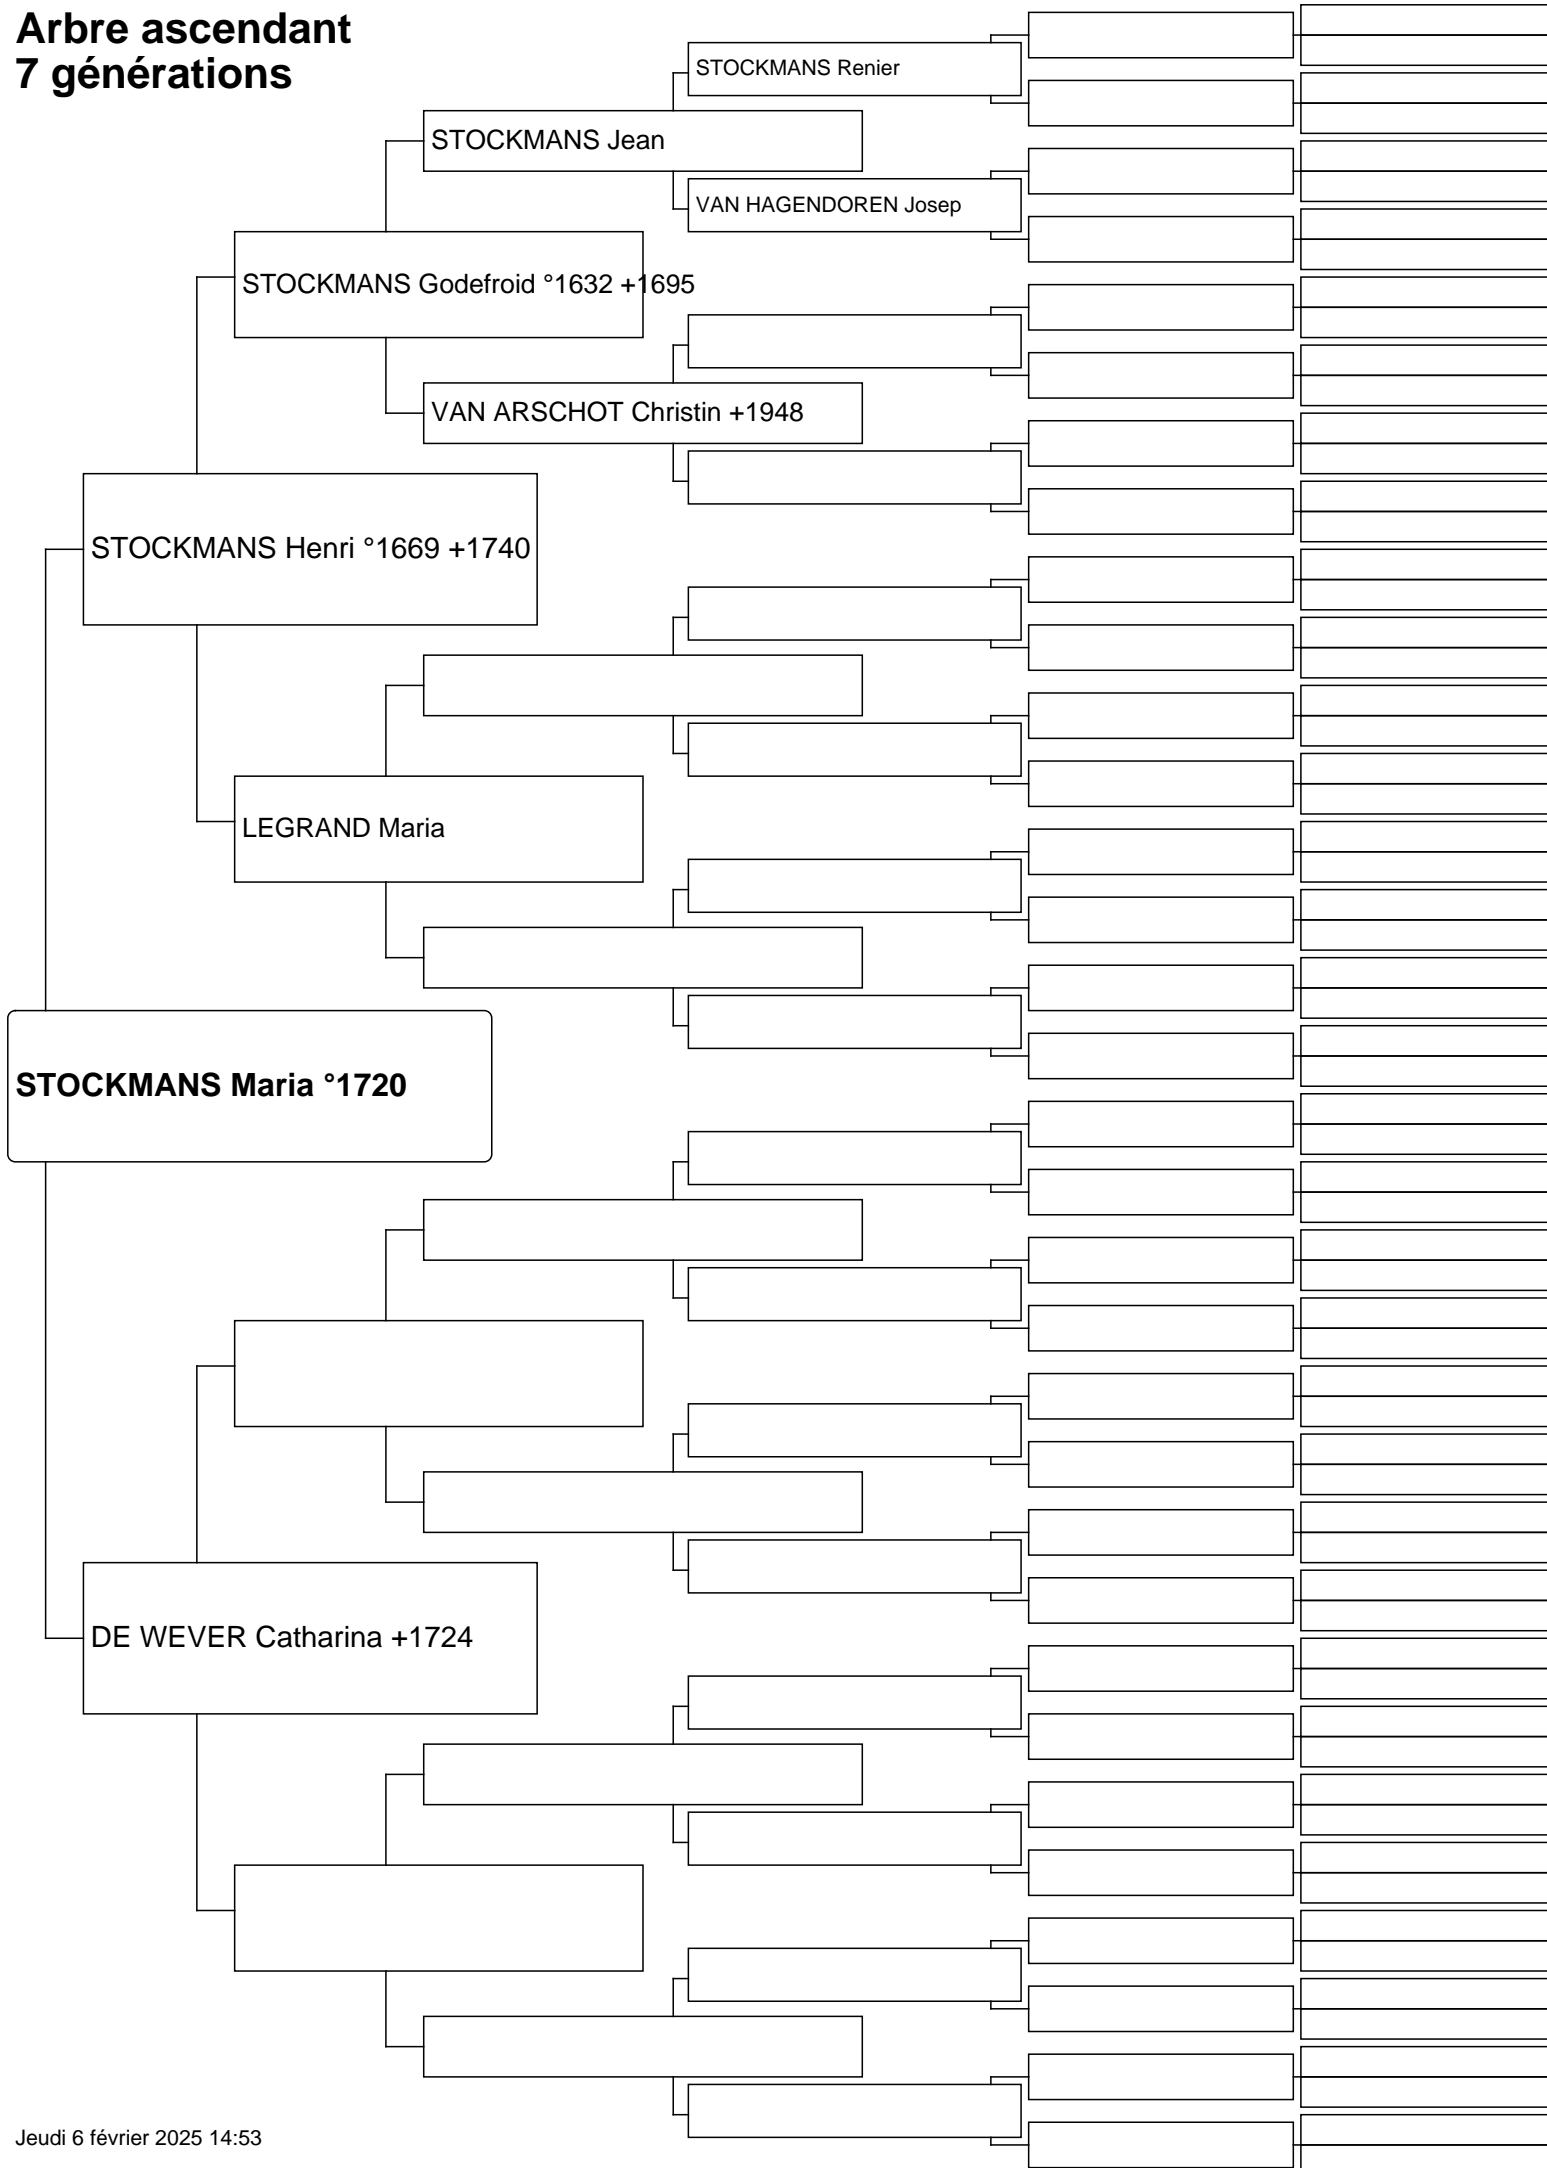 Arbre ascendant
7 générations
STOCKMANS Renier
STOCKMANS Jean
VAN HAGENDOREN Josep
STOCKMANS Godefroid °1632 +1695
VAN ARSCHOT Christin +1948
STOCKMANS Henri °1669 +1740
LEGRAND Maria
STOCKMANS Maria °1720
DE WEVER Catharina +1724
Jeudi 6 février 2025 14:53